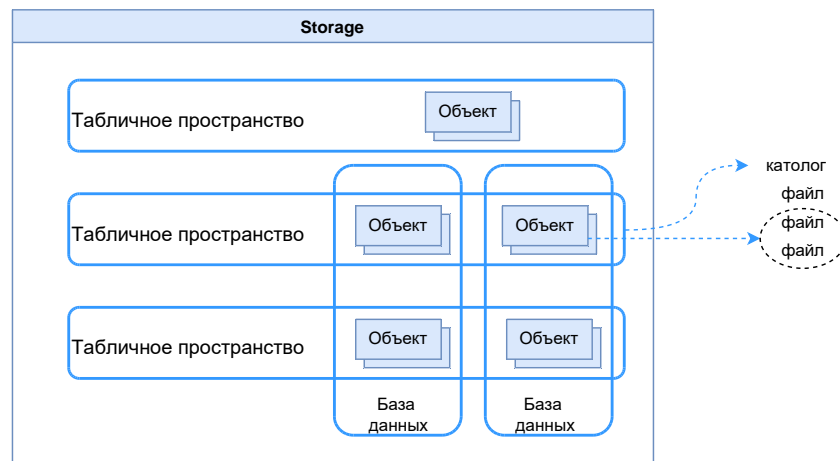 Storage
Табличное пространство
Объект
католог
файл
файл
файл
Табличное пространство
Объект
Объект
Табличное пространство
Объект
Объект
База
данных
База
данных